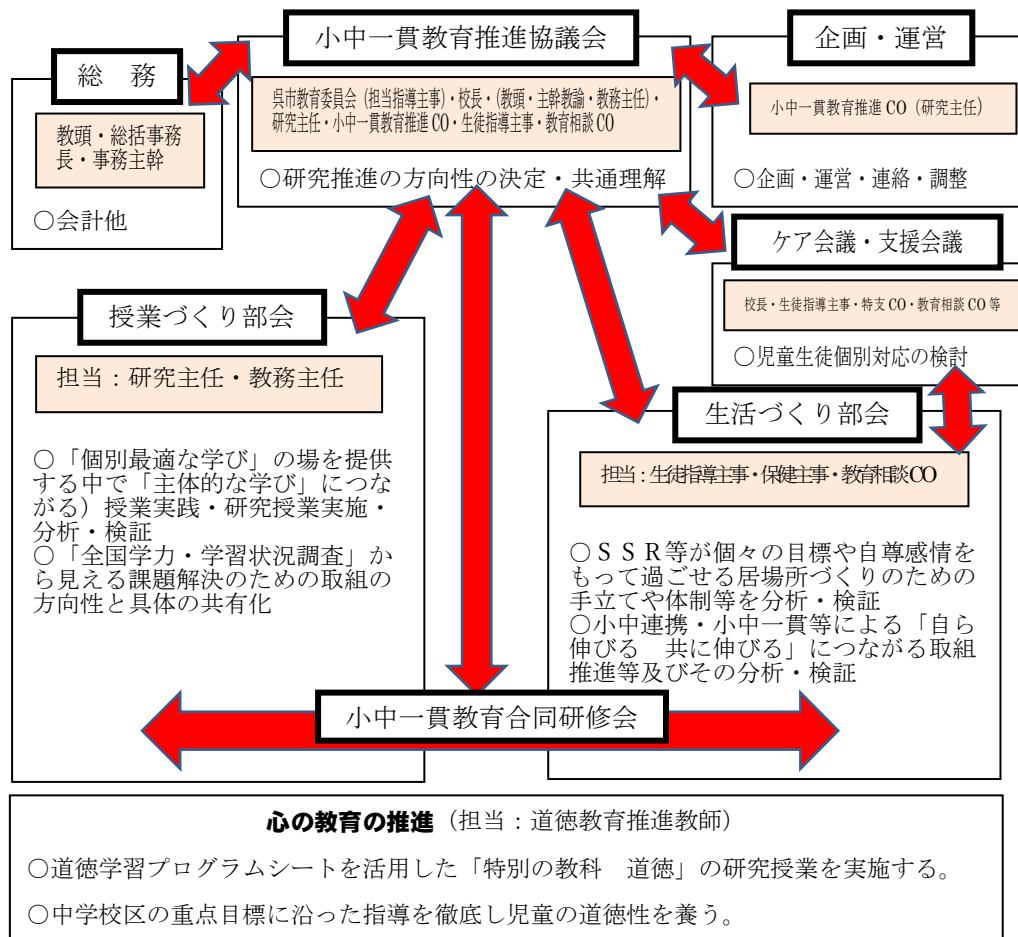 小中一貫教育推進協議会
呉市教育委員会（担当指導主事）・校長・（教頭・主幹教諭・教務主任）・
研究主任・小中一貫教育推進CO・生徒指導主事・教育相談CO
○研究推進の方向性の決定・共通理解
総　務
教頭・総括事務
長・事務主幹
○会計他
企画・運営
小中一貫教育推進CO（研究主任）
○企画・運営・連絡・調整
ケア会議・支援会議
校長・生徒指導主事・特支CO・教育相談CO等
○児童生徒個別対応の検討
授業づくり部会
担当：研究主任・教務主任
○「個別最適な学び」の場を提供
する中で「主体的な学び」につな
がる）授業実践・研究授業実施・
分析・検証
○「全国学力・学習状況調査」か
ら見える課題解決のための取組の
方向性と具体の共有化
生活づくり部会
担当：生徒指導主事・保健主事・教育相談CO
○ＳＳＲ等が個々の目標や自尊感情を
もって過ごせる居場所づくりのための
手立てや体制等を分析・検証
○小中連携・小中一貫等による「自ら
伸びる　共に伸びる」につながる取組
推進等及びその分析・検証
小中一貫教育合同研修会
心の教育の推進（担当：道徳教育推進教師）
○道徳学習プログラムシートを活用した「特別の教科　道徳」の研究授業を実施する。
○中学校区の重点目標に沿った指導を徹底し児童の道徳性を養う。